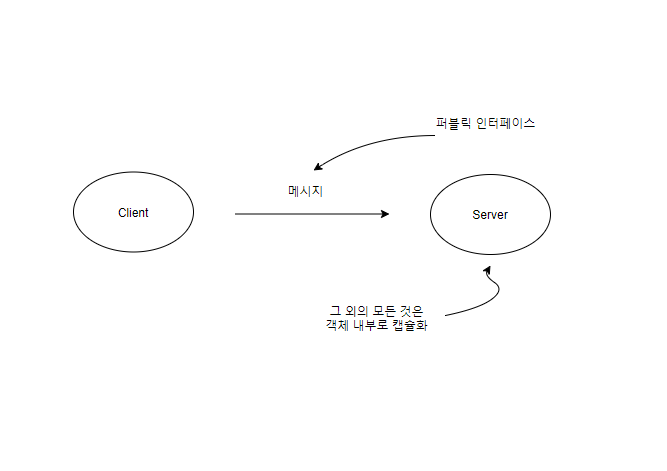 퍼블릭 인터페이스
메시지
Client
Server
그 외의 모든 것은
객체 내부로 캡슐화